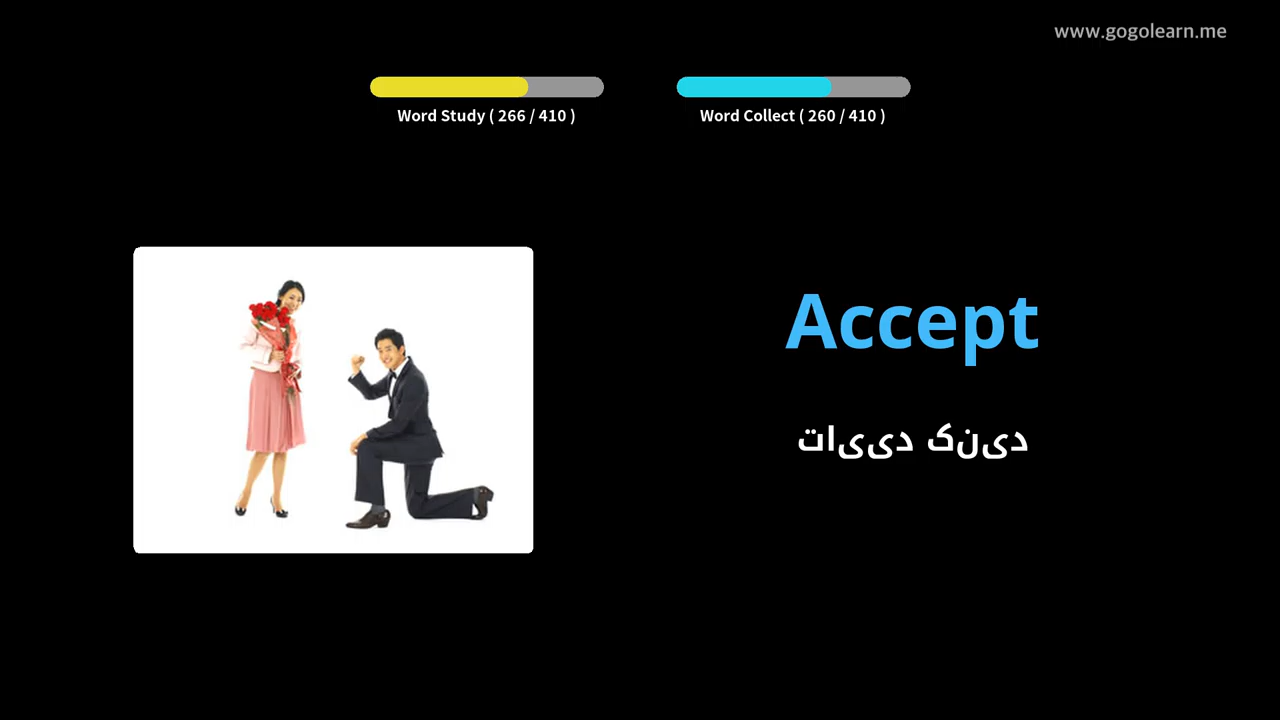 www.gogolearn.me
Word Study ( 266 / 410 )
Word Collect ( 260 / 410 )
Accept
تایید کنید